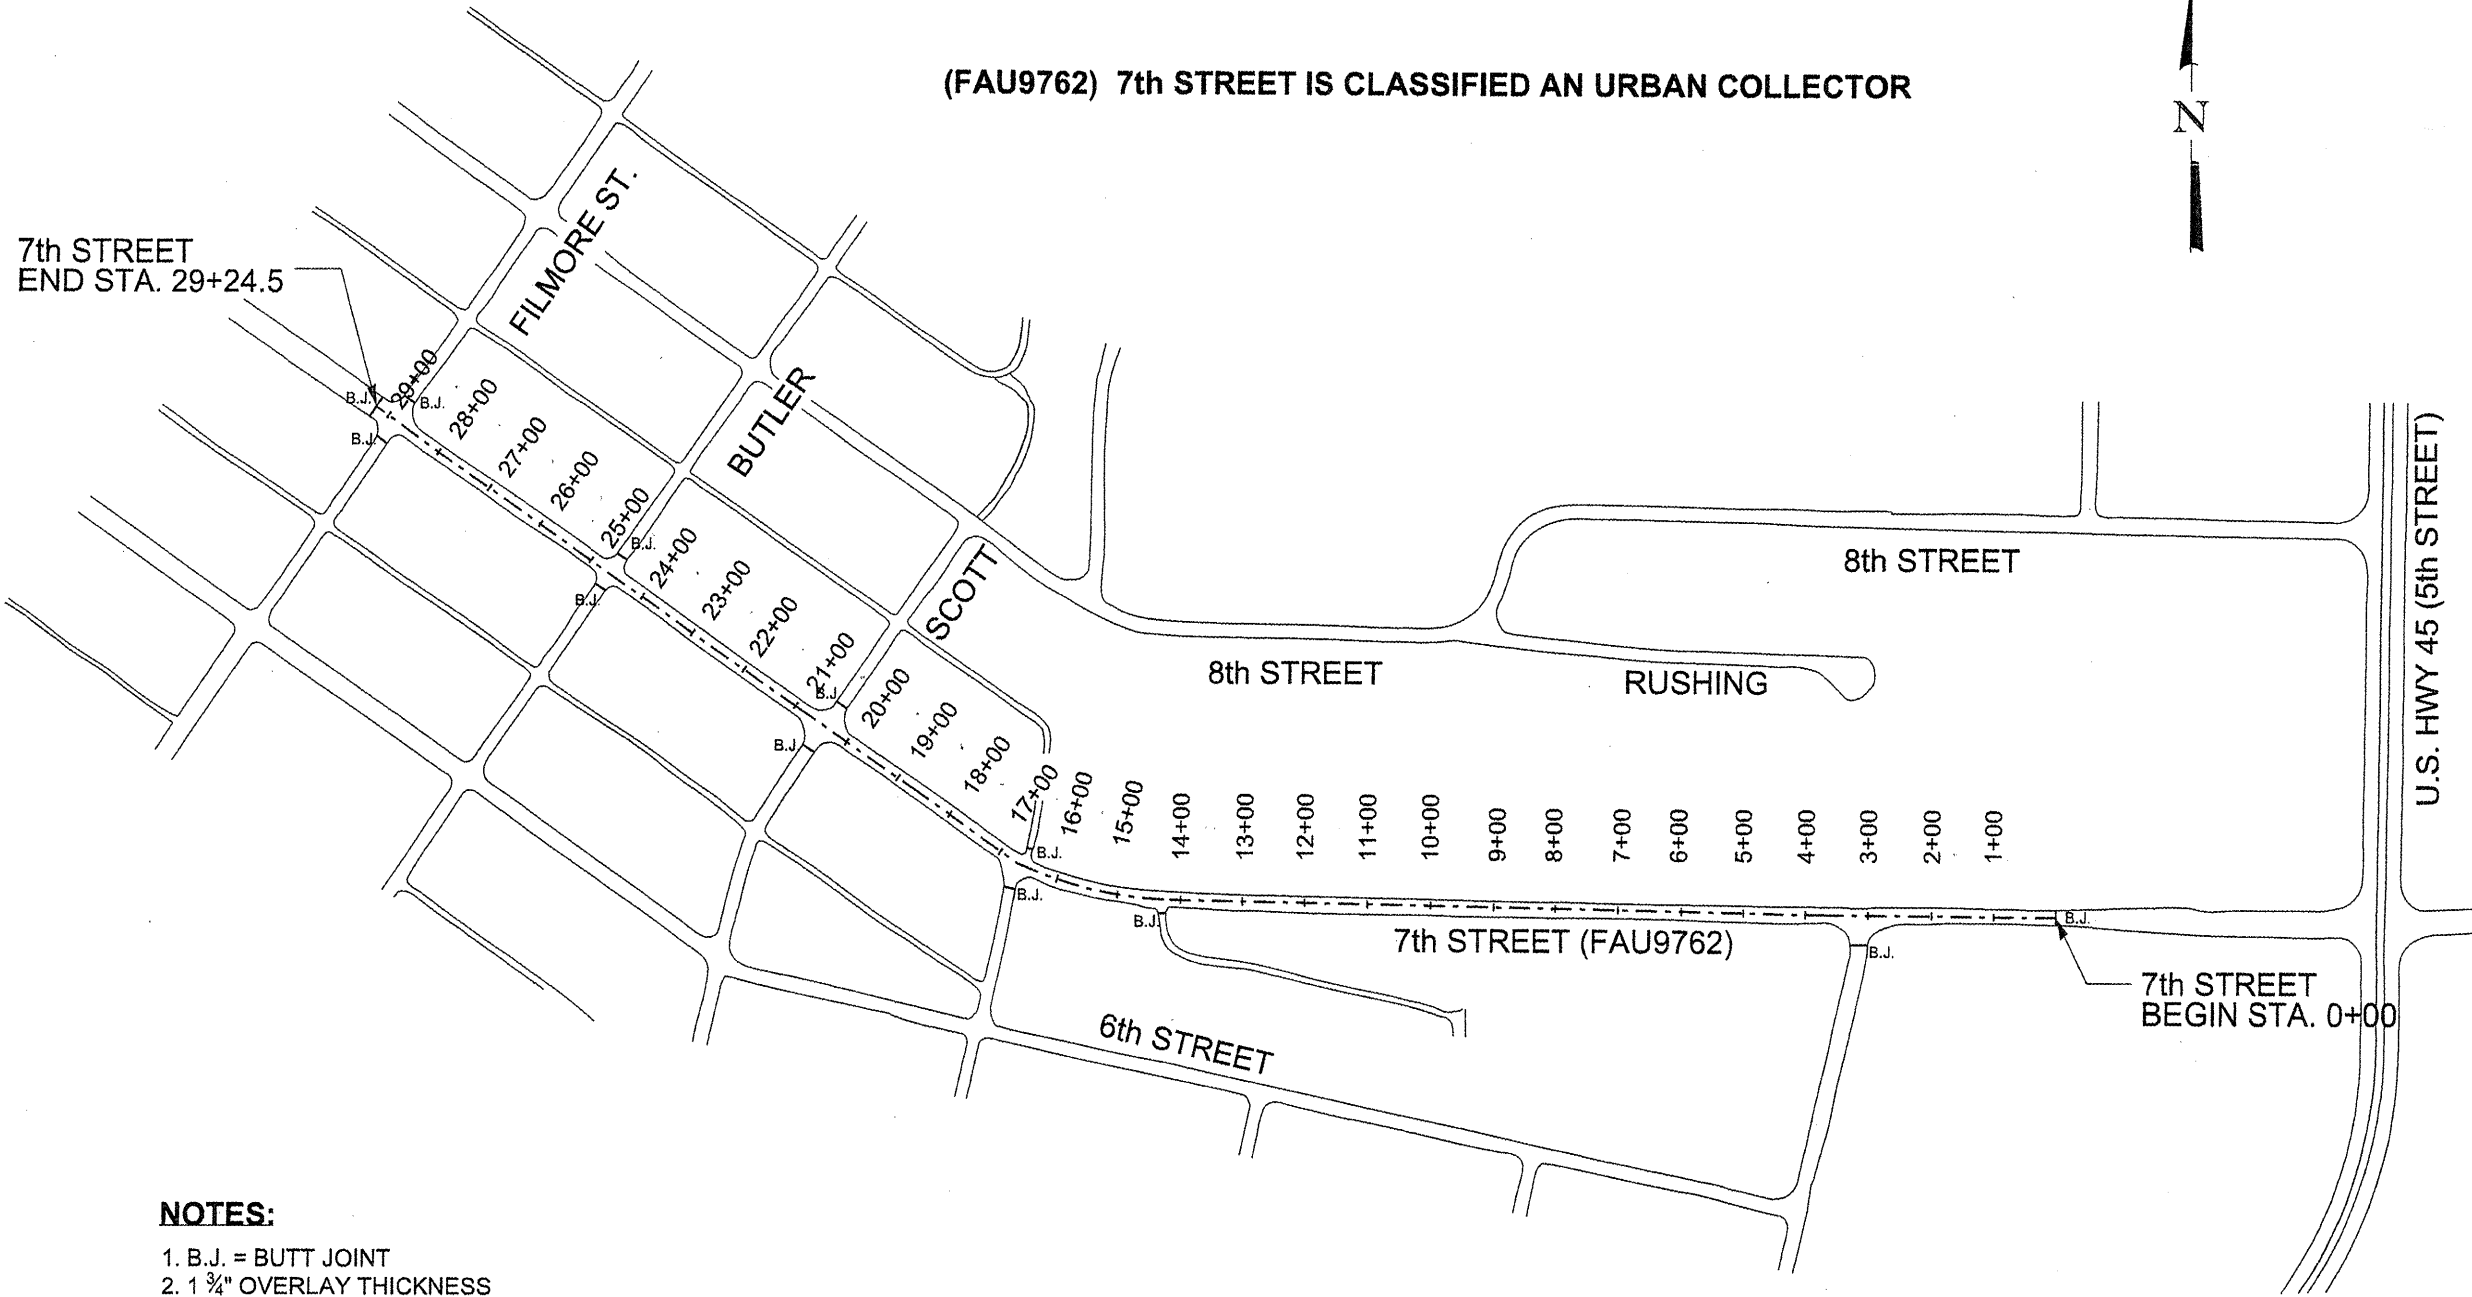 (FAU9762) 7th STREET IS CLASSIFIED AN URBAN COLLECTOR
N
7th STREET
END STA. 29+24.5
FILMORE ST.
BUTLER
SCOTT
8th STREET
8th STREET
RUSHING
U.S. HWY 45 (5th STREET)
29+00
28+00
27+00
26+00
25+00
24+00
23+00
22+00
21+00
20+00
19+00
18+00
17+00
16+00
15+00
14+00
13+00
12+00
11+00
10+00
9+00
8+00
7+00
6+00
5+00
4+00
3+00
2+00
1+00
B.J.
B.J.
B.J.
B.J.
B.J.
B.J.
B.J.
B.J.
B.J.
B.J.
B.J.
B.J.
7th STREET (FAU9762)
7th STREET
BEGIN STA. 0+00
6th STREET
NOTES:
1. B.J. = BUTT JOINT
2. 1 ¾" OVERLAY THICKNESS